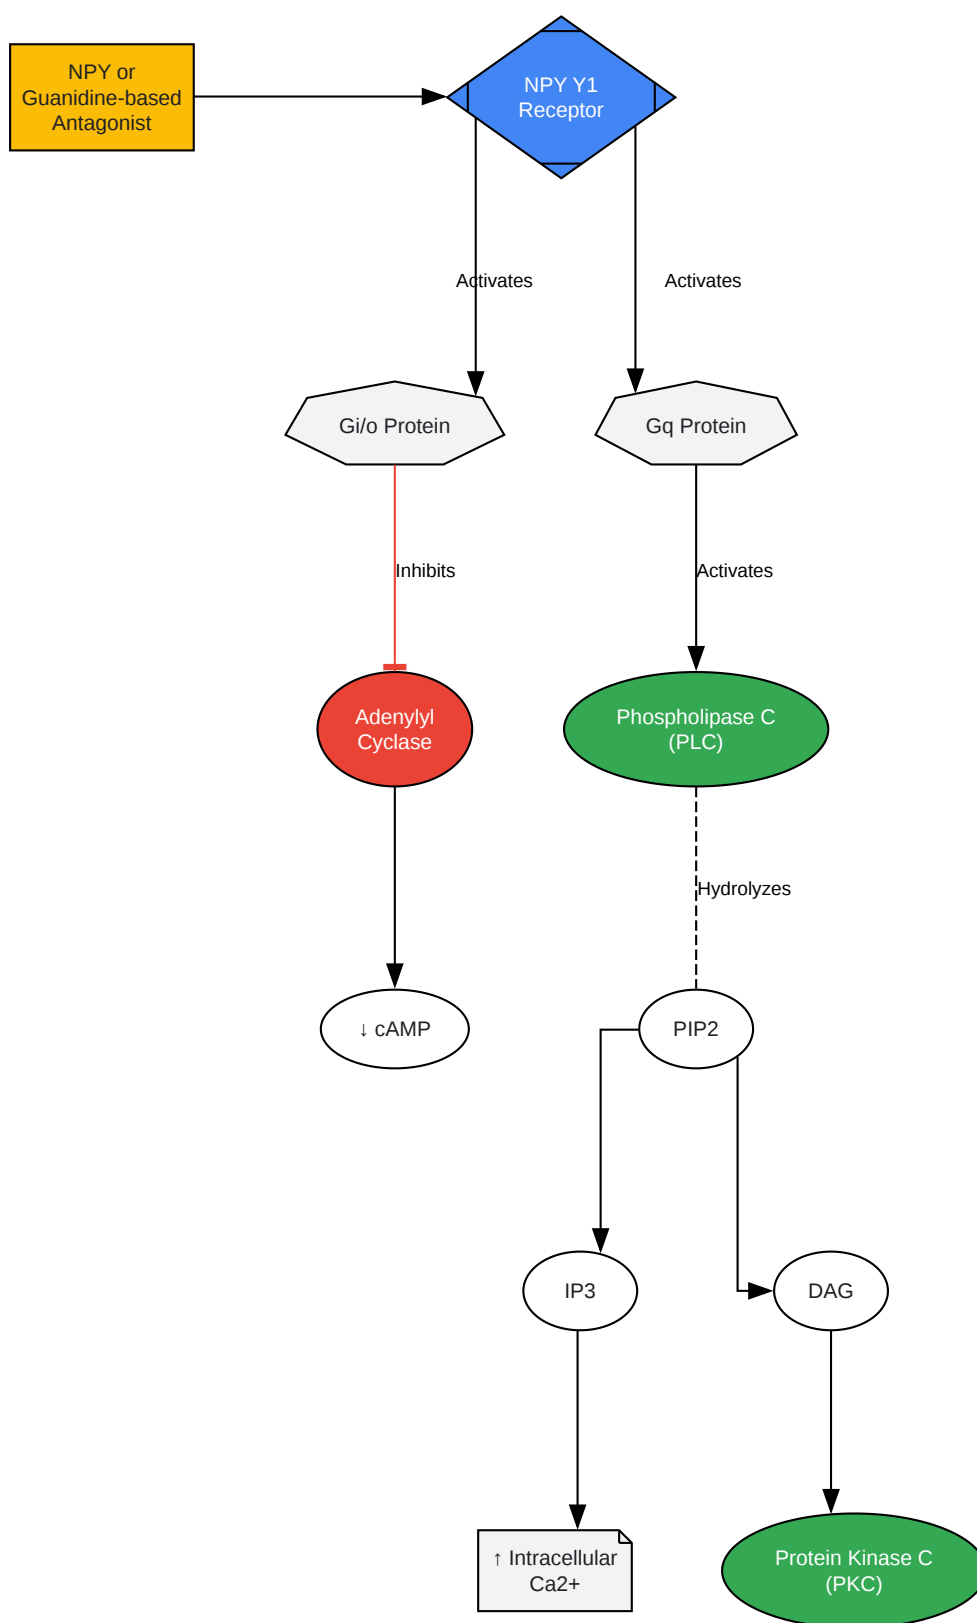 NPY or
Guanidine-based
Antagonist
NPY Y1
Receptor
Activates
Activates
Gi/o Protein
Gq Protein
Inhibits
Activates
Adenylyl
Cyclase
Phospholipase C
(PLC)
Hydrolyzes
↓ cAMP
PIP2
IP3
DAG
↑ Intracellular
Ca2+
Protein Kinase C
(PKC)